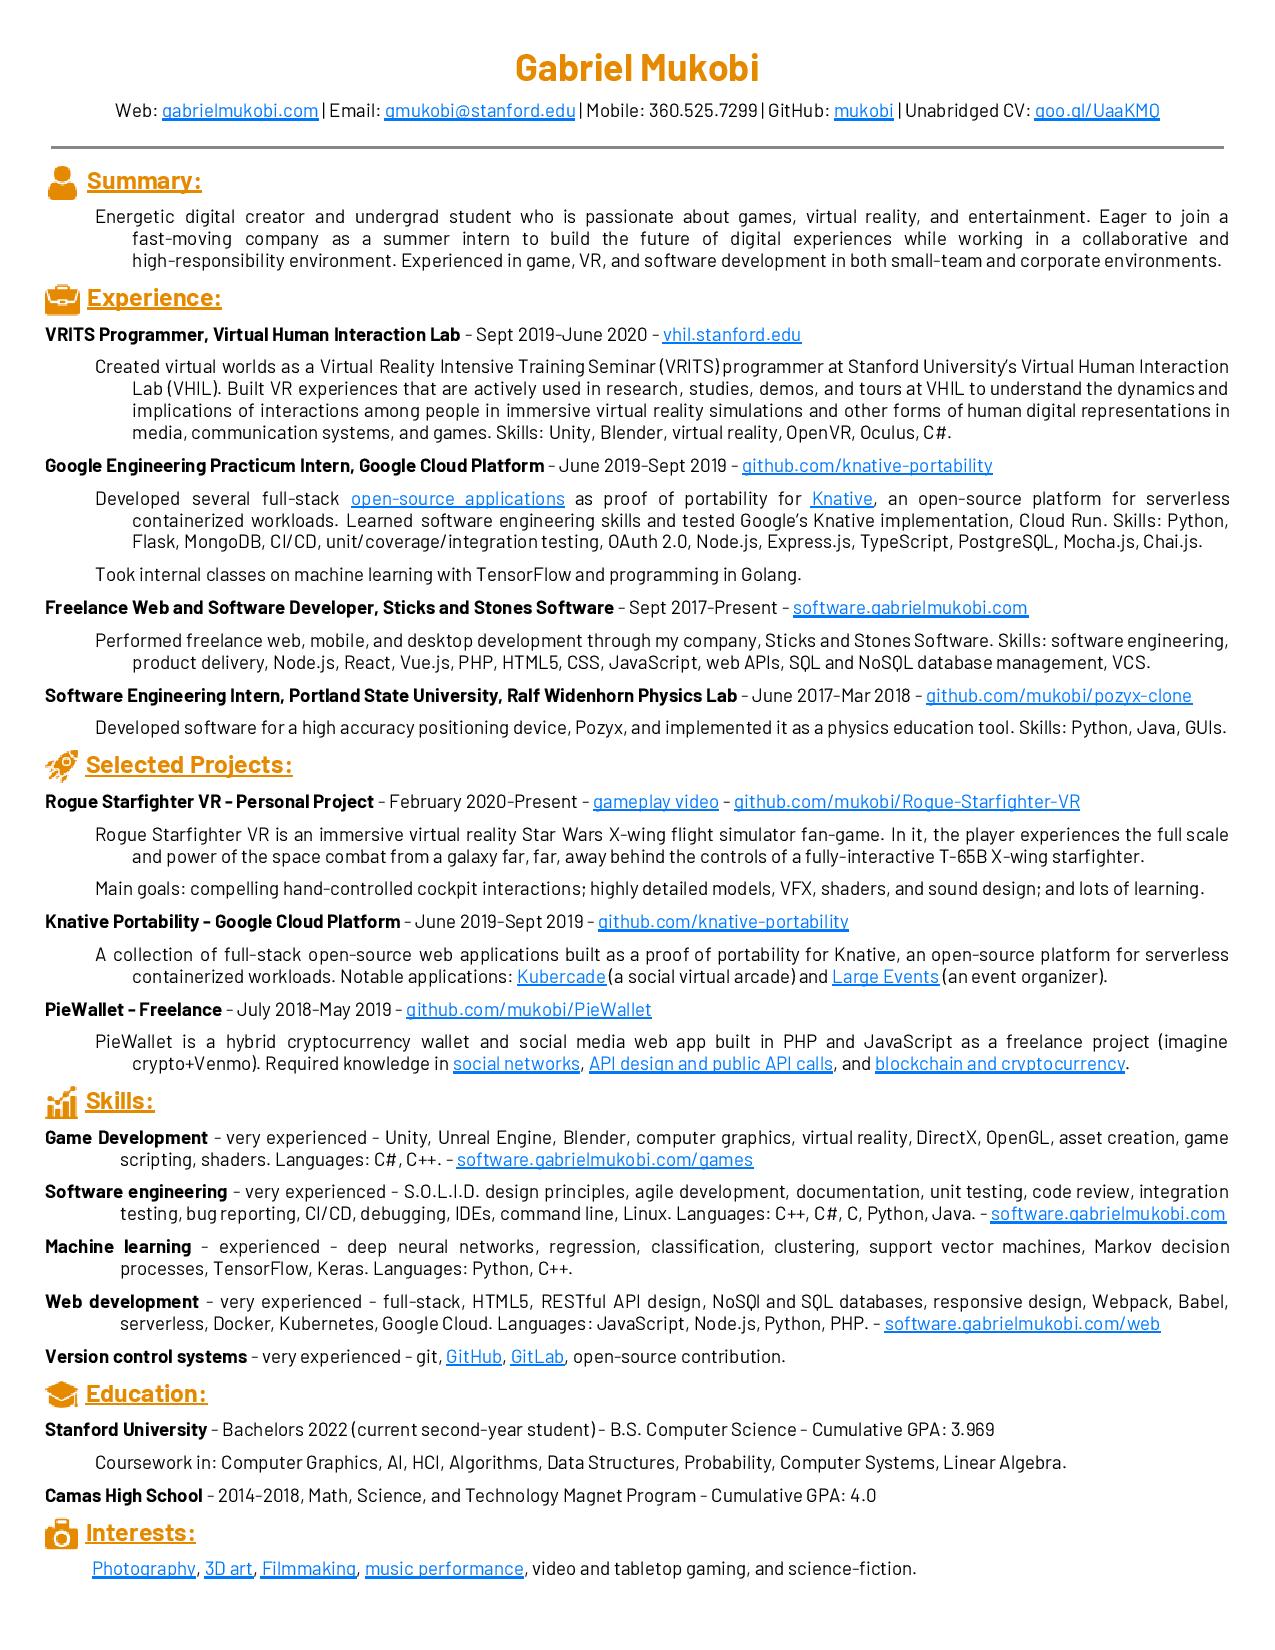 Gabriel Mukobi
Web: gabrielmukobi.com | Email: gmukobi@stanford.edu | Mobile: 360.525.7299 | GitHub: mukobi | Unabridged CV: goo.gl/UaaKMQ
Summary:
Energetic digital creator and undergrad student who is passionate about games, virtual reality, and entertainment. Eager to join a
fast-moving company as a summer intern to build the future of digital experiences while working in a collaborative and
high-responsibility environment. Experienced in game, VR, and software development in both small-team and corporate environments.
Experience:
VRITS Programmer, Virtual Human Interaction Lab - Sept 2019-June 2020 - vhil.stanford.edu
Created virtual worlds as a Virtual Reality Intensive Training Seminar (VRITS) programmer at Stanford University's Virtual Human Interaction
Lab (VHIL). Built VR experiences that are actively used in research, studies, demos, and tours at VHIL to understand the dynamics and
implications of interactions among people in immersive virtual reality simulations and other forms of human digital representations in
media, communication systems, and games. Skills: Unity, Blender, virtual reality, OpenVR, Oculus, C#.
Google Engineering Practicum Intern, Google Cloud Platform - June 2019-Sept 2019 - github.com/knative-portability
Developed several full-stack open-source applications as proof of portability for Knative, an open-source platform for serverless
containerized workloads. Learned software engineering skills and tested Google's Knative implementation, Cloud Run. Skills: Python,
Flask, MongoDB, CI/CD, unit/coverage/integration testing, OAuth 2.0, Node.js, Express.js, TypeScript, PostgreSQL, Mocha.js, Chai.js.
Took internal classes on machine learning with TensorFlow and programming in Golang.
Freelance Web and Software Developer, Sticks and Stones Software - Sept 2017-Present - software.gabrielmukobi.com
Performed freelance web, mobile, and desktop development through my company, Sticks and Stones Software. Skills: software engineering,
product delivery, Node.js, React, Vue.js, PHP, HTML5, CSS, JavaScript, web APIs, SQL and NoSQL database management, VCS.
Software Engineering Intern, Portland State University, Ralf Widenhorn Physics Lab - June 2017-Mar 2018 - github.com/mukobi/pozyx-clone
Developed software for a high accuracy positioning device, Pozyx, and implemented it as a physics education tool. Skills: Python, Java, GUIs.
Selected Projects:
Rogue Starfighter VR - Personal Project - February 2020-Present - gameplay video - github.com/mukobi/Rogue-Starfighter-VR
Rogue Starfighter VR is an immersive virtual reality Star Wars X-wing flight simulator fan-game. In it, the player experiences the full scale
and power of the space combat from a galaxy far, far, away behind the controls of a fully-interactive T-65B X-wing starfighter.
Main goals: compelling hand-controlled cockpit interactions; highly detailed models, VFX, shaders, and sound design; and lots of learning.
Knative Portability - Google Cloud Platform - June 2019-Sept 2019 - github.com/knative-portability
A collection of full-stack open-source web applications built as a proof of portability for Knative, an open-source platform for serverless
containerized workloads. Notable applications: Kubercade (a social virtual arcade) and Large Events (an event organizer).
PieWallet - Freelance - July 2018-May 2019 - github.com/mukobi/PieWallet
PieWallet is a hybrid cryptocurrency wallet and social media web app built in PHP and JavaScript as a freelance project (imagine
crypto+Venmo). Required knowledge in social networks, API design and public API calls, and blockchain and cryptocurrency.
Skills:
Game Development - very experienced - Unity, Unreal Engine, Blender, computer graphics, virtual reality, DirectX, OpenGL, asset creation, game
scripting, shaders. Languages: C#, C++. - software.gabrielmukobi.com/games
Software engineering - very experienced - S.O.L.I.D. design principles, agile development, documentation, unit testing, code review, integration
testing, bug reporting, CI/CD, debugging, IDEs, command line, Linux. Languages: C++, C#, C, Python, Java. - software.gabrielmukobi.com
Machine learning - experienced - deep neural networks, regression, classification, clustering, support vector machines, Markov decision
processes, TensorFlow, Keras. Languages: Python, C++.
Web development - very experienced - full-stack, HTML5, RESTful API design, NoSQl and SQL databases, responsive design, Webpack, Babel,
serverless, Docker, Kubernetes, Google Cloud. Languages: JavaScript, Node.js, Python, PHP. - software.gabrielmukobi.com/web
Version control systems - very experienced - git, GitHub, GitLab, open-source contribution.
Education:
Stanford University - Bachelors 2022 (current second-year student) - B.S. Computer Science - Cumulative GPA: 3.969
Coursework in: Computer Graphics, AI, HCI, Algorithms, Data Structures, Probability, Computer Systems, Linear Algebra.
Camas High School - 2014-2018, Math, Science, and Technology Magnet Program - Cumulative GPA: 4.0
Interests:
Photography, 3D art, Filmmaking, music performance, video and tabletop gaming, and science-fiction.